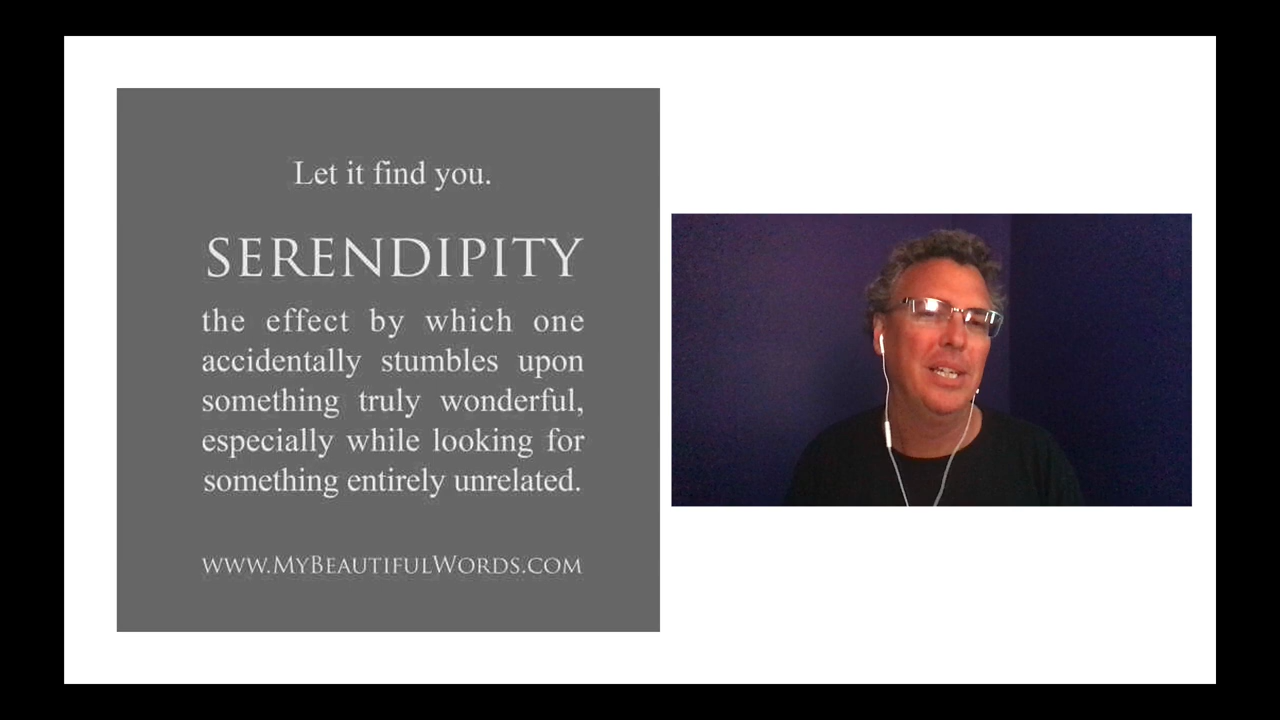 Let it find you.
SERENDIPITY
the effect by which one
accidentally stumbles upon
something truly wonderful,
especially while looking for
something entirely unrelated.
WWW.MYBEAUTIFULWORDS.COM